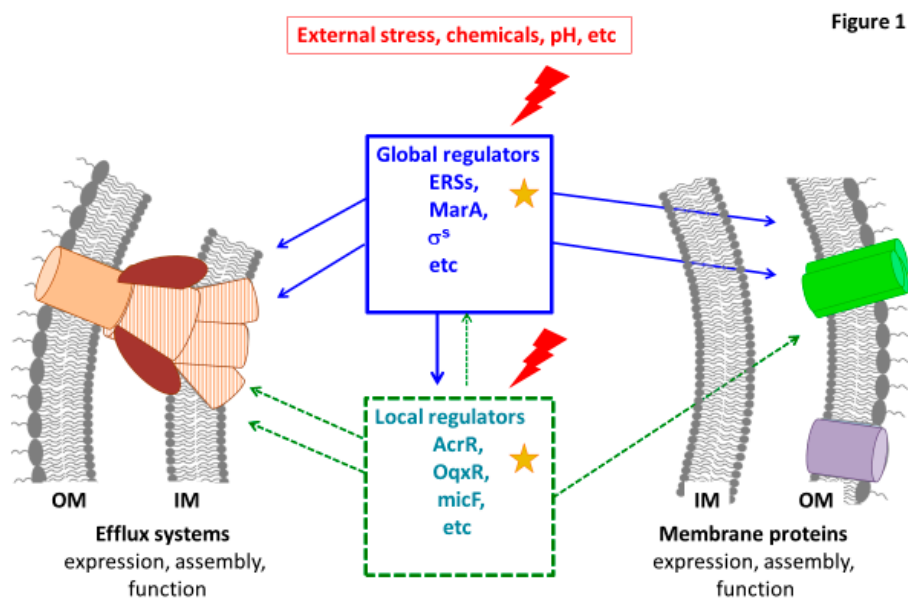 Figure 1
External stress, chemicals, pH, etc
Global regulators
ERSs,
MarA,
σˢ
etc
Local regulators
AcrR,
OqxR,
micF,
etc
OM
IM
Efflux systems
expression, assembly,
function
IM
OM
Membrane proteins
expression, assembly,
function